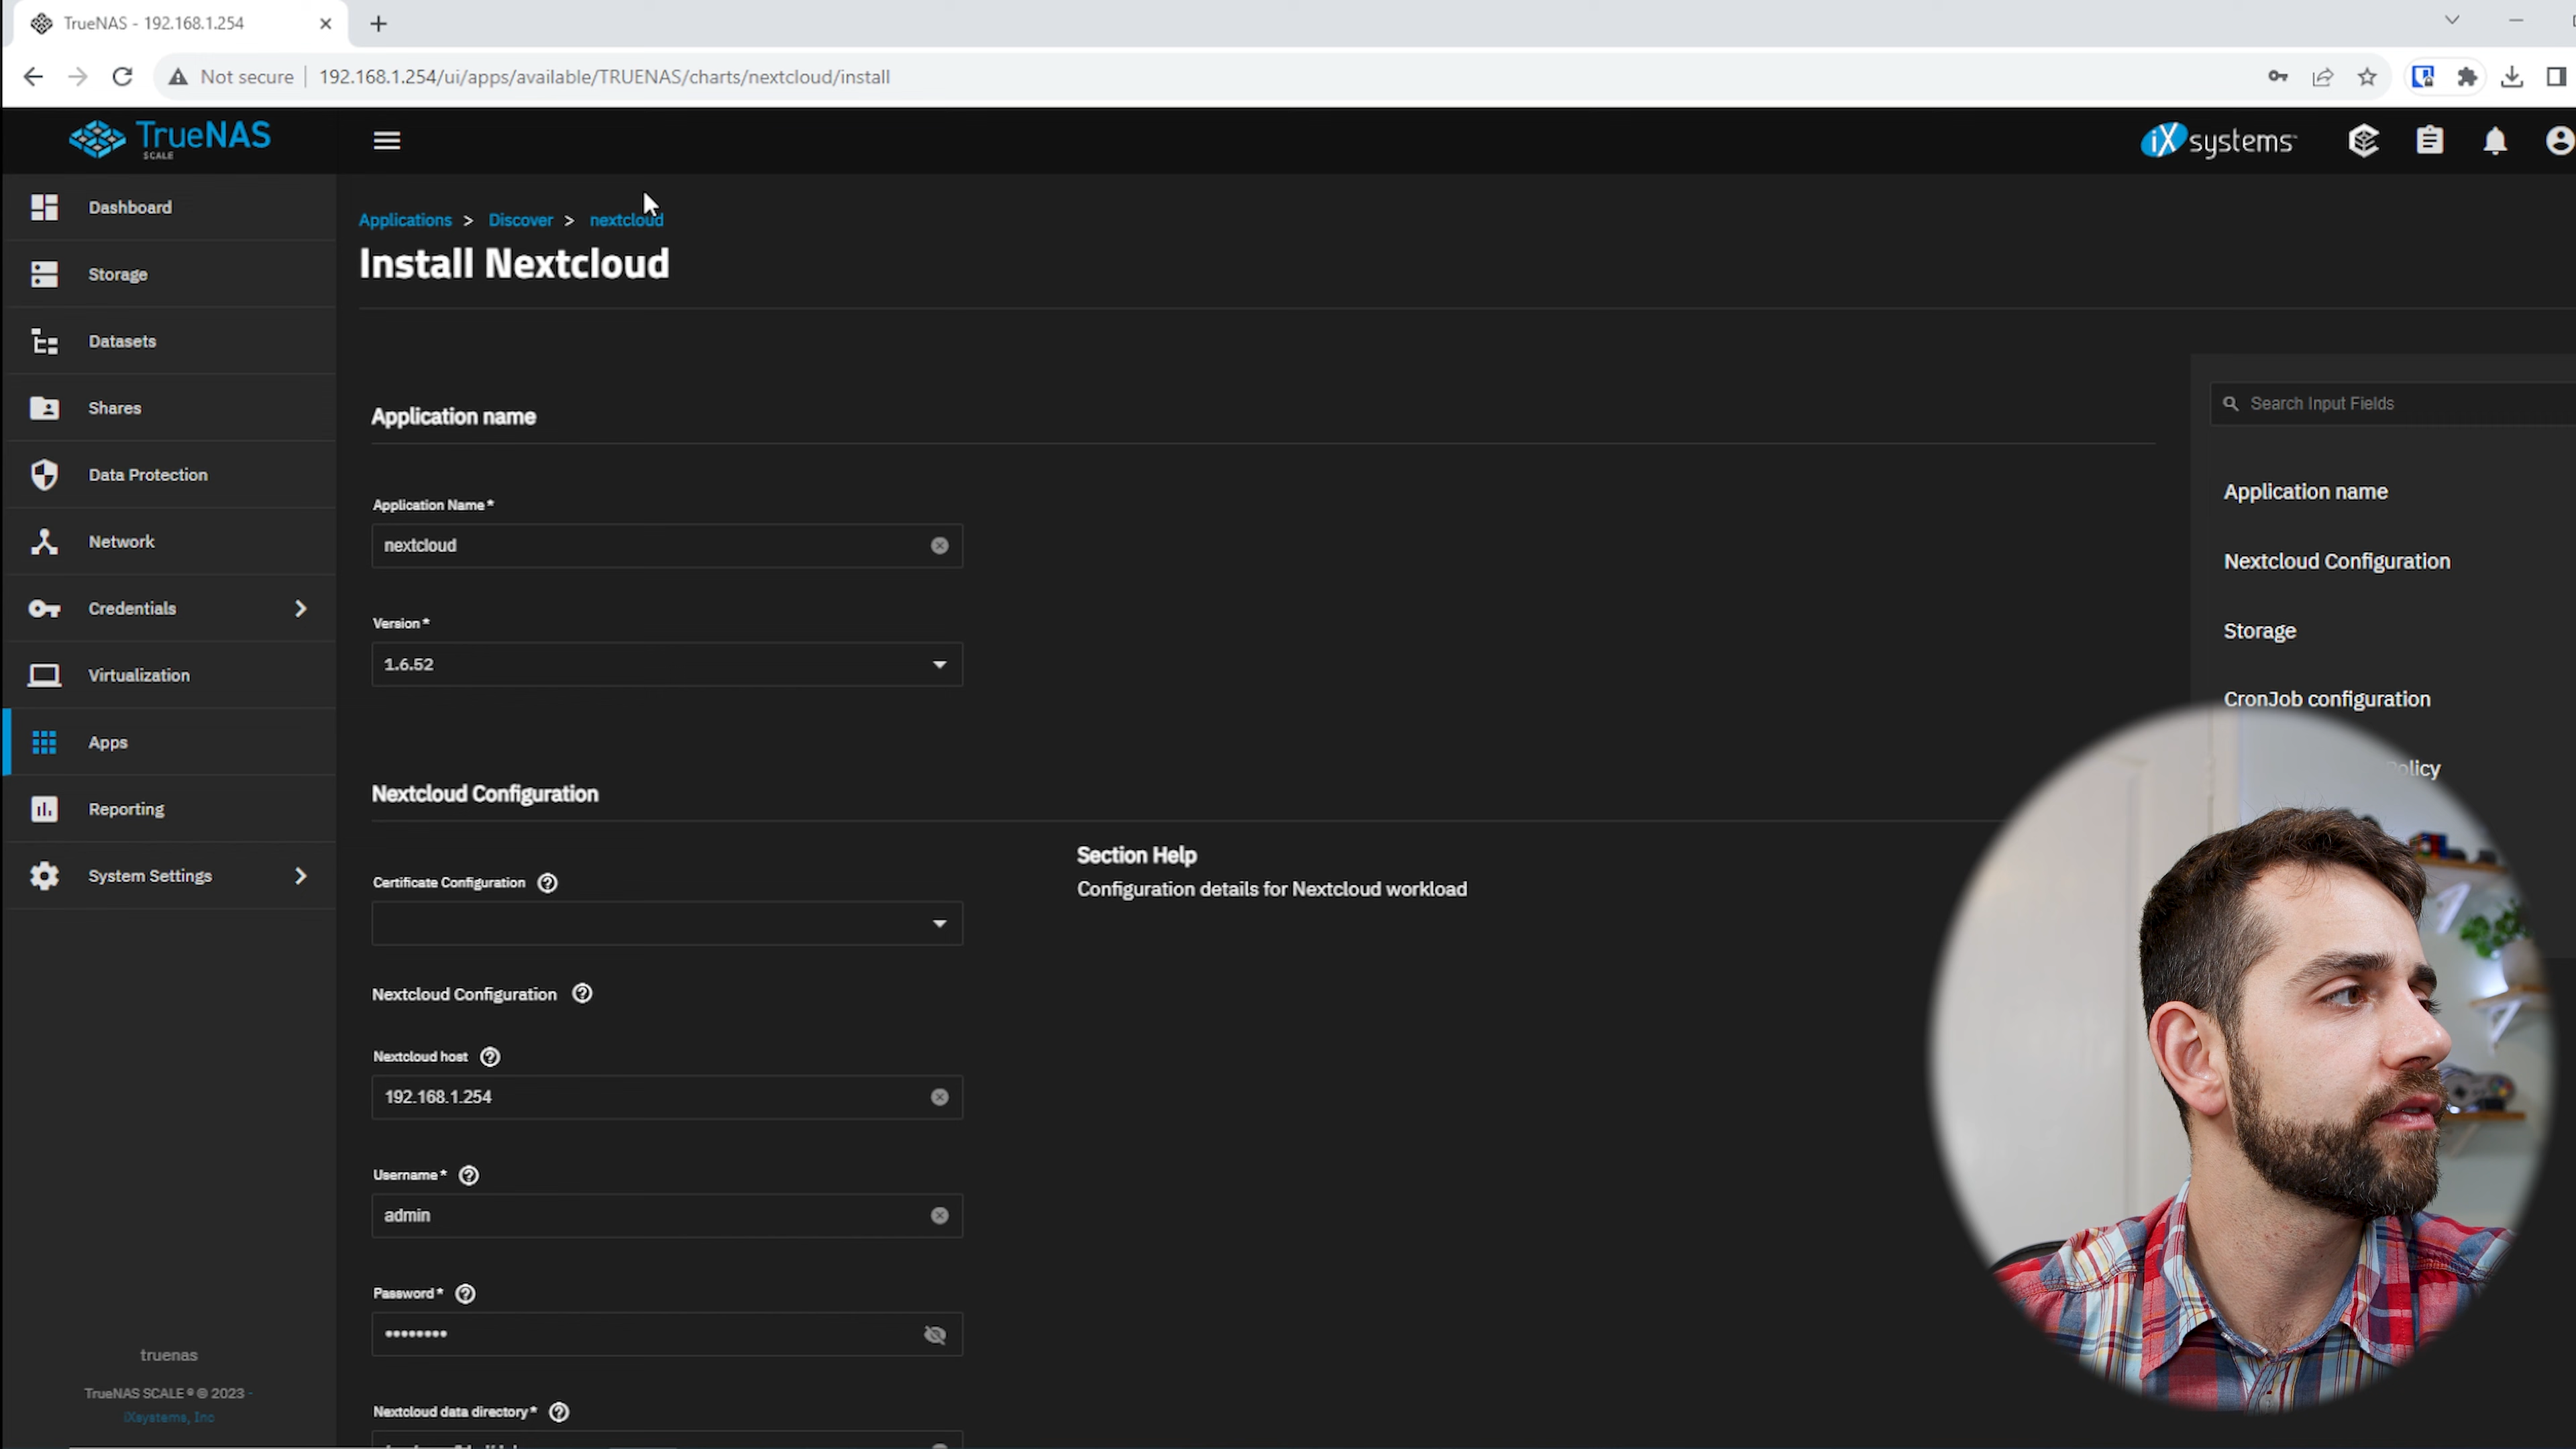 TrueNAS - 192.168.1.254
Not secure
192.168.1.254/ui/apps/available/TRUENAS/charts/nextcloud/install
TrueNAS
SCALE
iX systems
Dashboard
Storage
Datasets
Shares
Data Protection
Network
Credentials
Virtualization
Apps
Reporting
System Settings
truenas
TrueNAS SCALE ® © 2023 -
iXsystems, Inc
Applications > Discover > nextcloud
Install Nextcloud
Application name
Application Name *
nextcloud
Version *
1.6.52
Nextcloud Configuration
Certificate Configuration
Section Help
Configuration details for Nextcloud workload
Nextcloud Configuration
Nextcloud host
192.168.1.254
Username *
admin
Password *
••••••••
Nextcloud data directory *
Search Input Fields
Application name
Nextcloud Configuration
Storage
CronJob configuration
Policy